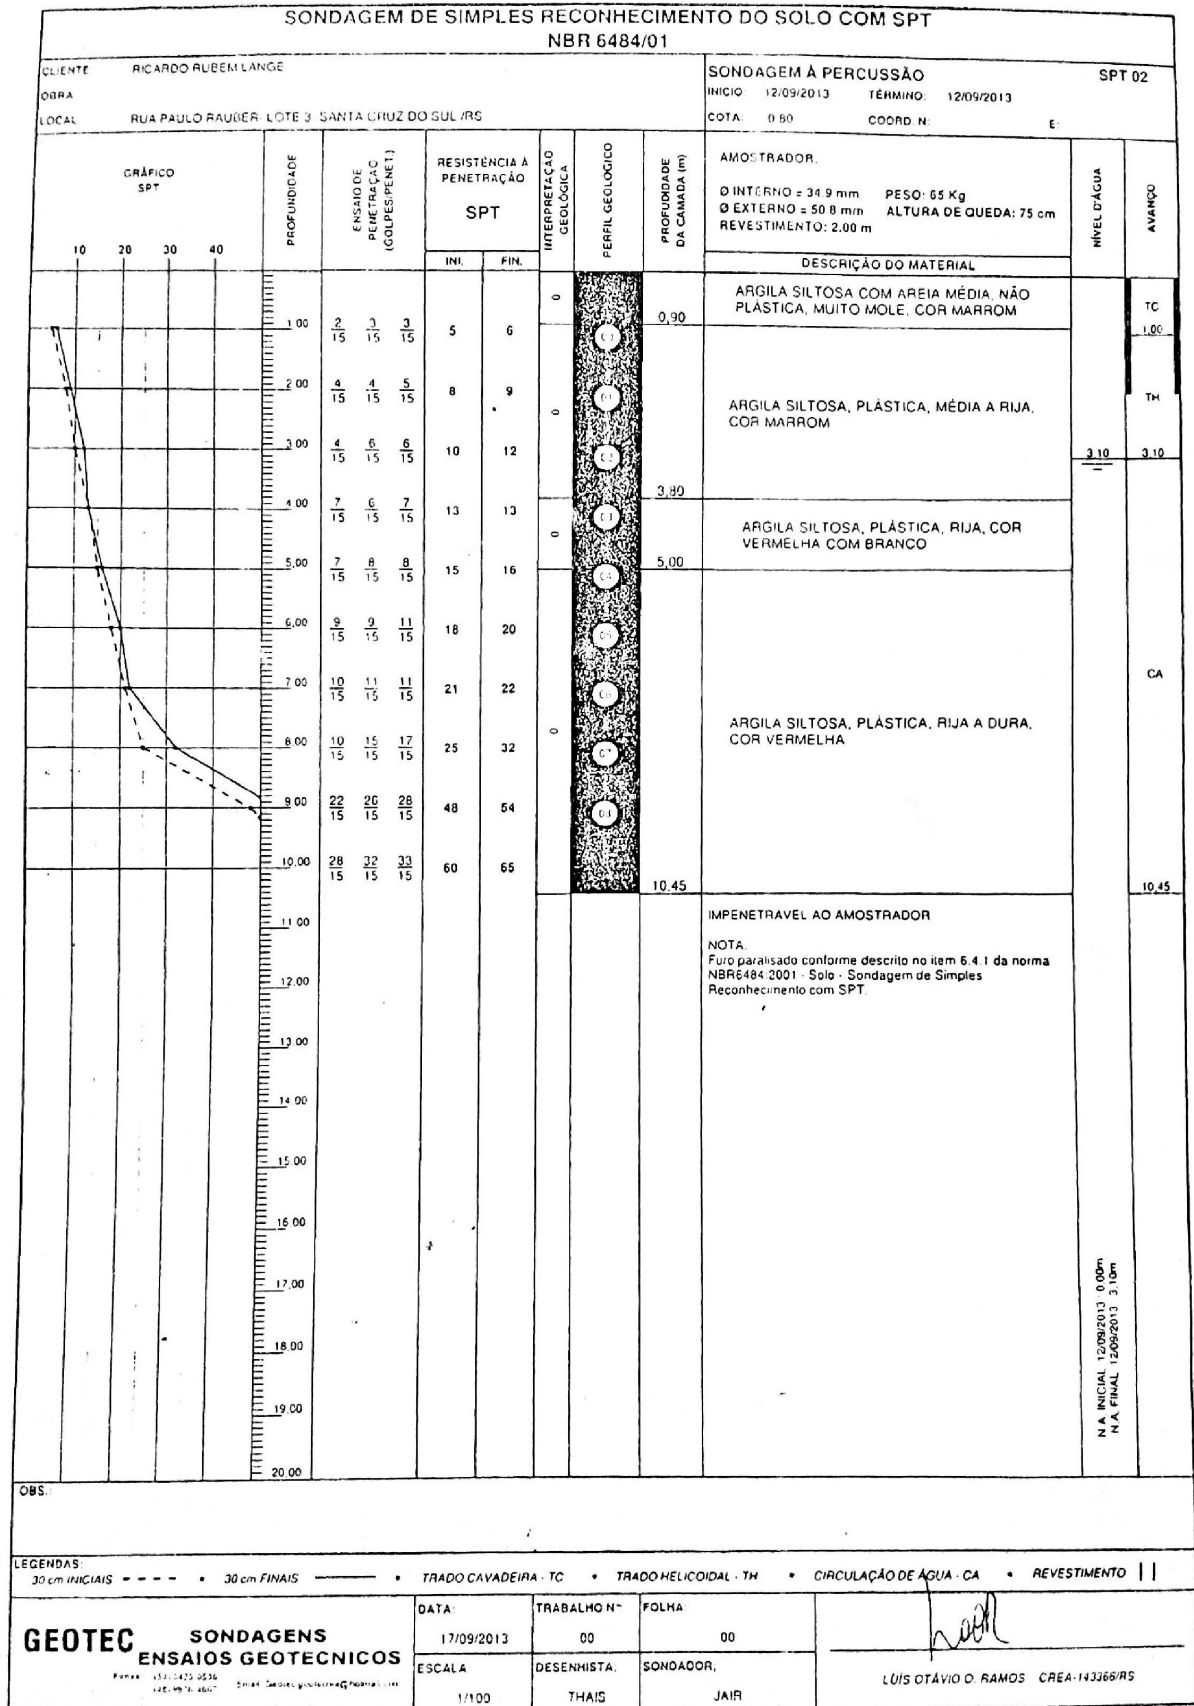 SONDAGEM DE SIMPLES RECONHECIMENTO DO SOLO COM SPT
NBR 6484/01
CLIENTE RICARDO RUBEM LANGE
OBRA
LOCAL RUA PAULO RAUBER LOTE 3 SANTA CRUZ DO SUL /RS
SONDAGEM À PERCUSSÃO SPT 02
INICIO 12/09/2013 TÉRMINO: 12/09/2013
COTA: 0.80 COORD. N: E:
GRÁFICO
SPT
10 20 30 40
PROFUNDIDADE
ENSAIO DE
PENETRAÇAO
(GOLPES/PENET.)
RESISTÊNCIA À
PENETRAÇÃO
SPT
INI. FIN.
INTERPRETAÇÃO
GEOLÓGICA
PERFIL GEOLOGICO
PROFUDIDADE
DA CAMADA (m)
AMOSTRADOR.
Ø INTERNO = 34.9 mm PESO: 65 Kg
Ø EXTERNO = 50.8 mm ALTURA DE QUEDA: 75 cm
REVESTIMENTO: 2.00 m
DESCRIÇÃO DO MATERIAL
NÍVEL D'ÁGUA
AVANÇO
ARGILA SILTOSA COM AREIA MÉDIA, NÃO
PLÁSTICA, MUITO MOLE, COR MARROM
0,90
TC
1,00
1.00 2/15 3/15 3/15 5 6
2.00 4/15 4/15 5/15 8 9
01
TH
ARGILA SILTOSA, PLÁSTICA, MÉDIA A RIJA,
COR MARROM
3.00 4/15 6/15 6/15 10 12
02
3.10 3.10
3,80
4.00 7/15 6/15 7/15 13 13
03
ARGILA SILTOSA, PLÁSTICA, RIJA, COR
VERMELHA COM BRANCO
5,00 7/15 8/15 8/15 15 16
04
5,00
6,00 9/15 9/15 11/15 18 20
05
7.00 10/15 11/15 11/15 21 22
06
CA
8.00 10/15 15/15 17/15 25 32
07
ARGILA SILTOSA, PLÁSTICA, RIJA A DURA,
COR VERMELHA
9.00 22/15 26/15 28/15 48 54
08
10,00 28/15 32/15 33/15 60 65
10.45 10,45
IMPENETRAVEL AO AMOSTRADOR
NOTA.
Furo paralisado conforme descrito no item 6.4.1 da norma
NBR6484:2001 - Solo - Sondagem de Simples
Reconhecimento com SPT.
11.00
12.00
13.00
14.00
15.00
16.00
17,00
18.00
19.00
20.00
N.A. INICIAL 12/09/2013 0.00m
N.A. FINAL 12/09/2013 3.10m
OBS.:
LEGENDAS:
30 cm INICIAIS - - - - • 30 cm FINAIS ——— • TRADO CAVADEIRA - TC • TRADO HELICOIDAL - TH • CIRCULAÇÃO DE ÁGUA - CA • REVESTIMENTO | |
GEOTEC SONDAGENS
ENSAIOS GEOTECNICOS
DATA: 17/09/2013
TRABALHO Nº 00
FOLHA: 00
ESCALA 1/100
DESENHISTA. THAIS
SONDADOR, JAIR
LUÍS OTÁVIO O. RAMOS CREA-143366/RS